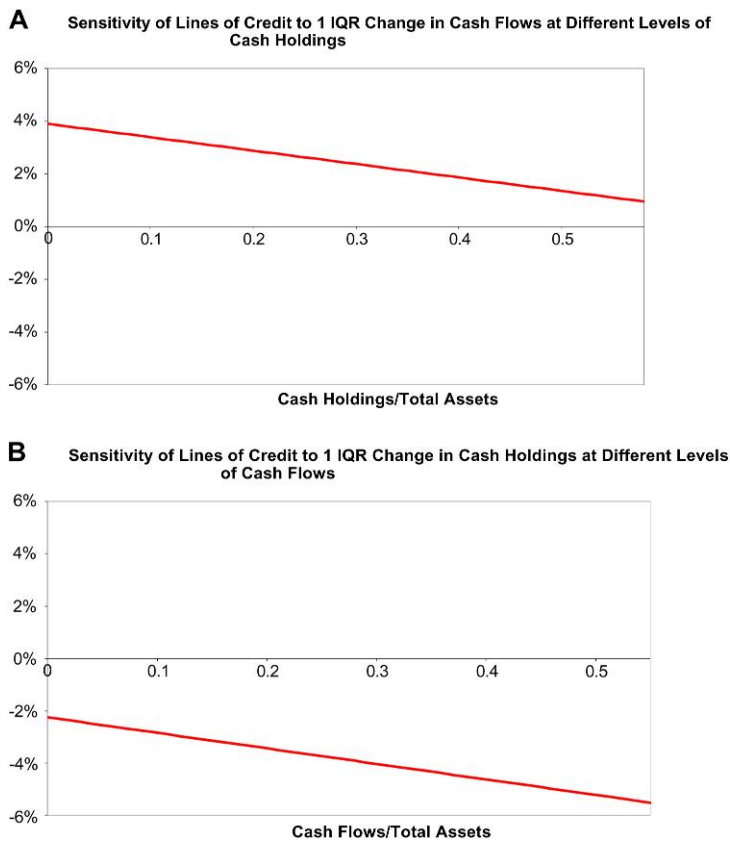 A
Sensitivity of Lines of Credit to 1 IQR Change in Cash Flows at Different Levels of
Cash Holdings
6%
4%
2%
0%
0 0.1 0.2 0.3 0.4 0.5
-2%
-4%
-6%
Cash Holdings/Total Assets
B
Sensitivity of Lines of Credit to 1 IQR Change in Cash Holdings at Different Levels
of Cash Flows
6%
4%
2%
0%
0 0.1 0.2 0.3 0.4 0.5
-2%
-4%
-6%
Cash Flows/Total Assets